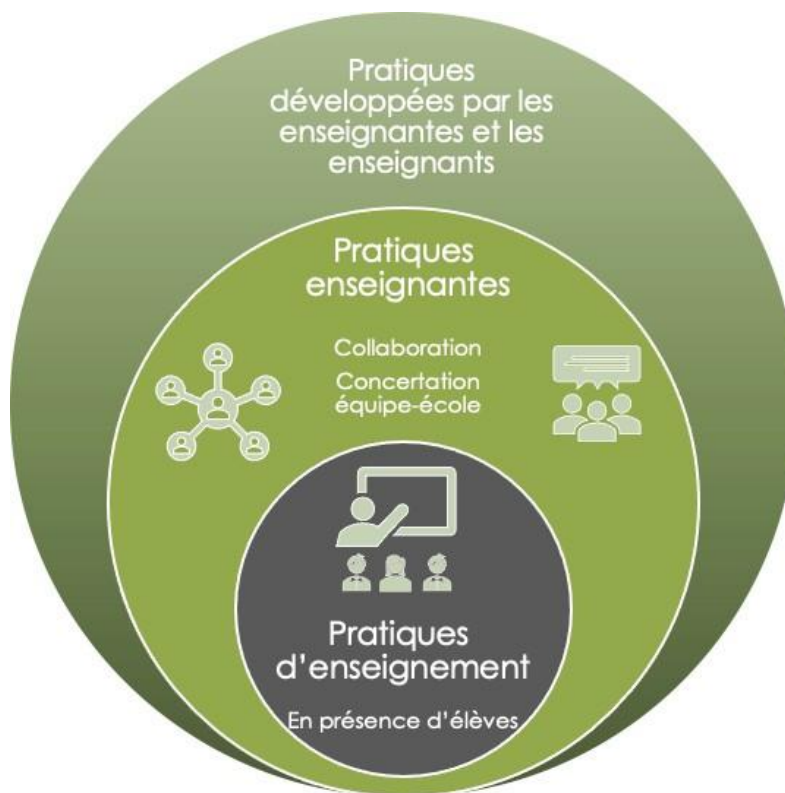 Pratiques
développées par les
enseignantes et les
enseignants
Pratiques
enseignantes
Collaboration
Concertation
équipe-école
Pratiques
d'enseignement
En présence d'élèves